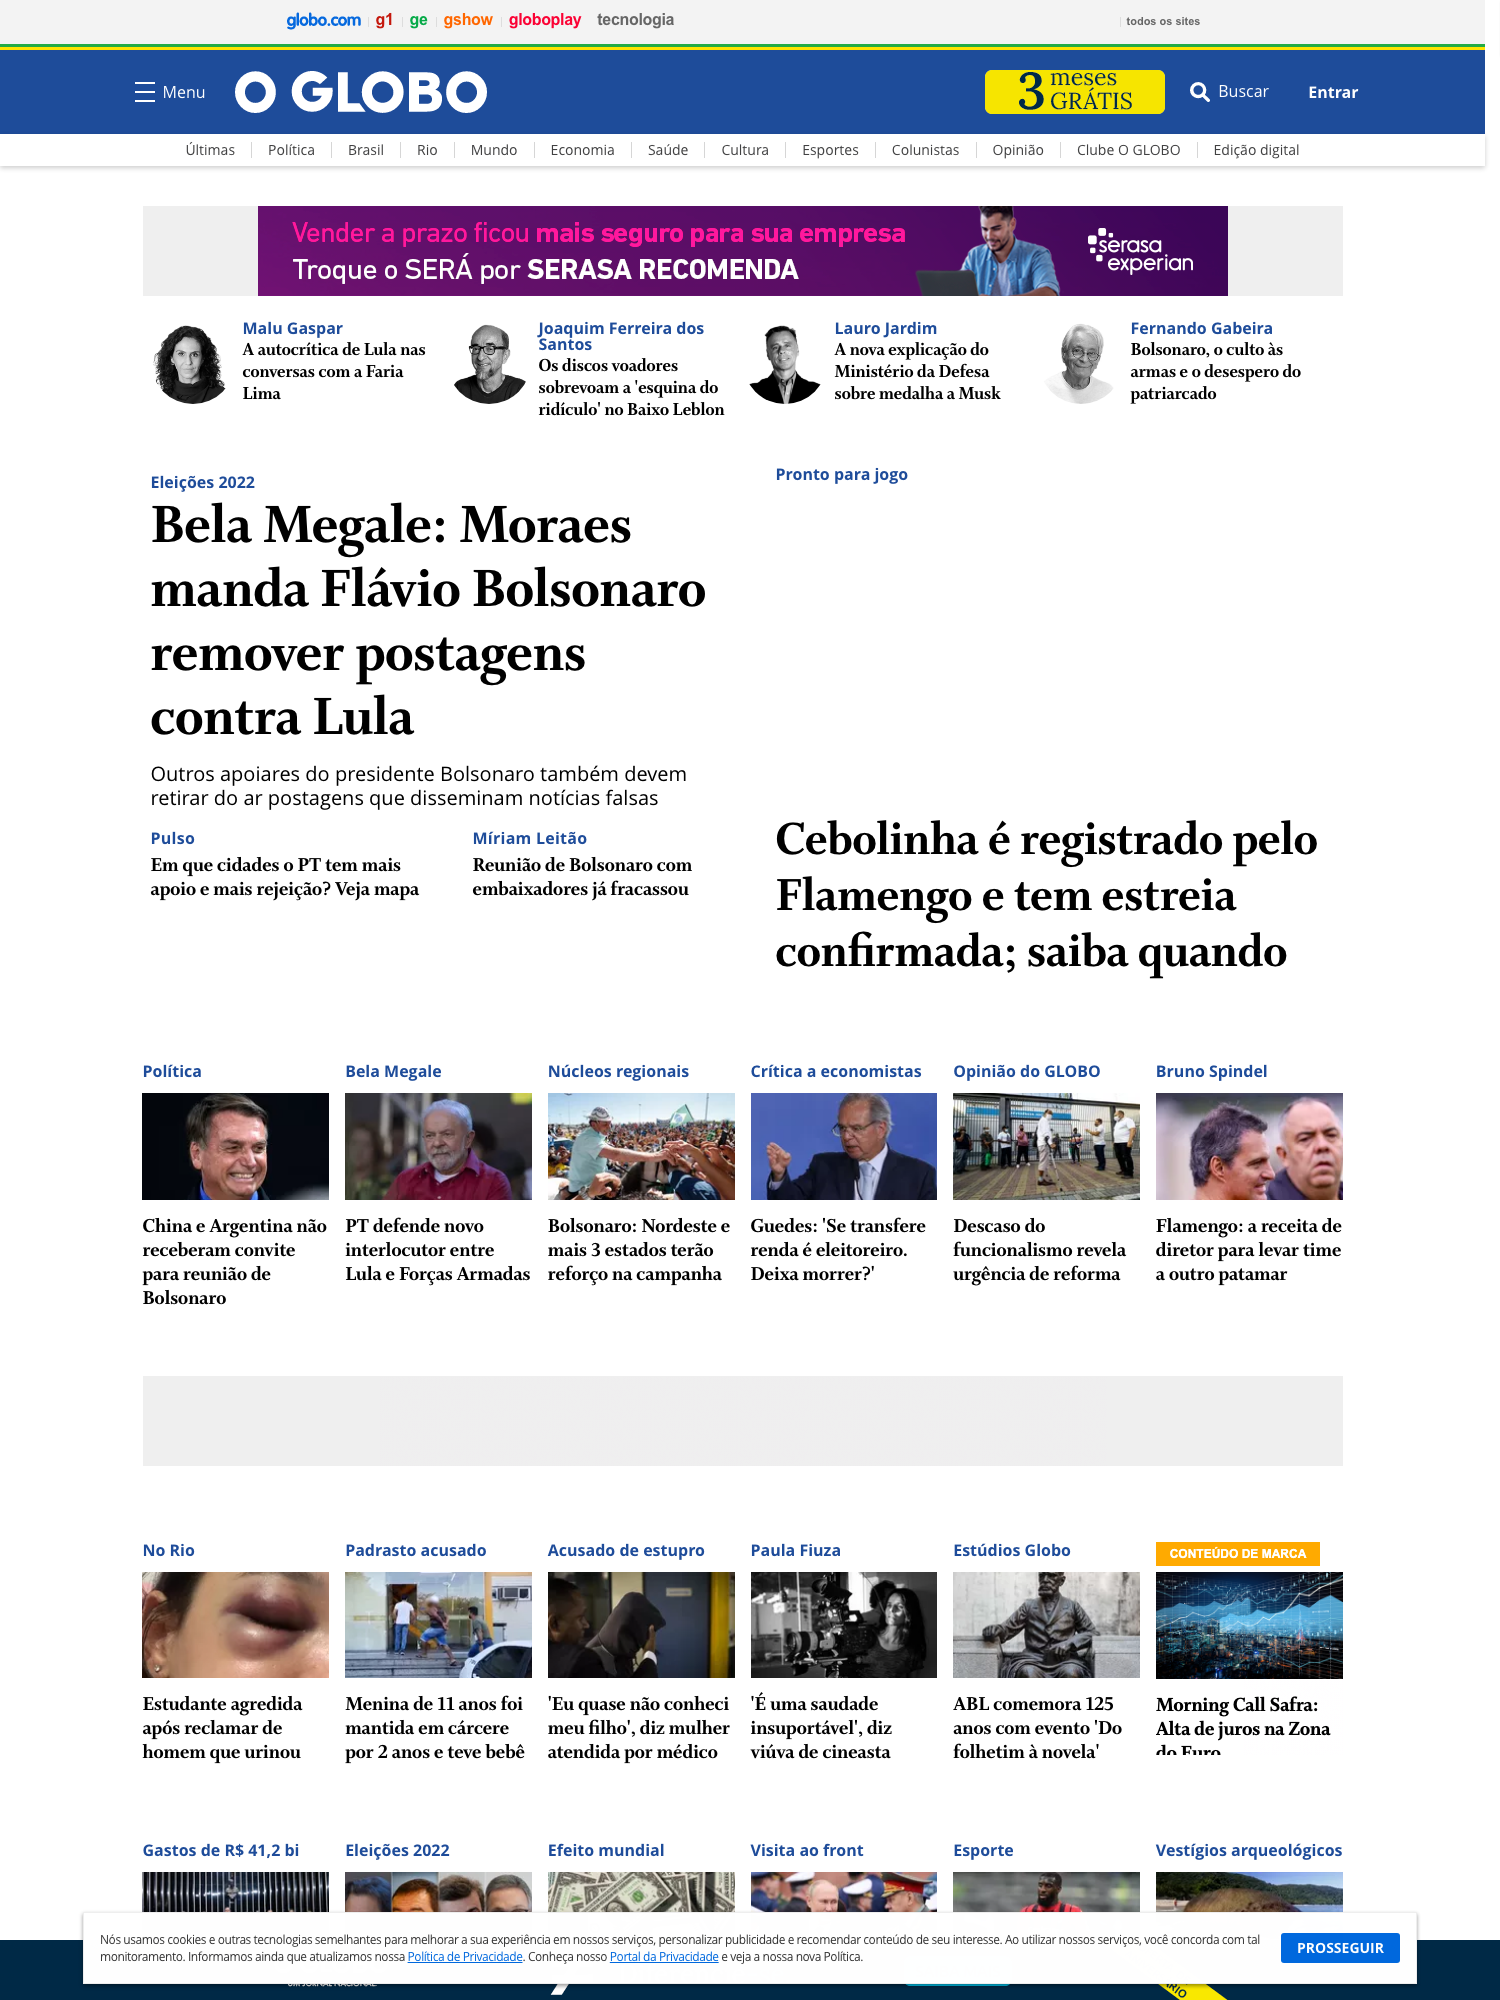 globo.com g1 ge gshow globoplay tecnologia
todos os sites
Menu O GLOBO
3 meses GRÁTIS
Buscar Entrar
Últimas Política Brasil Rio Mundo Economia Saúde Cultura Esportes Colunistas Opinião Clube O GLOBO Edição digital
Vender a prazo ficou mais seguro para sua empresa
Troque o SERÁ por SERASA RECOMENDA
serasa
experian
Malu Gaspar
A autocrítica de Lula nas
conversas com a Faria
Lima
Joaquim Ferreira dos
Santos
Os discos voadores
sobrevoam a 'esquina do
ridículo' no Baixo Leblon
Lauro Jardim
A nova explicação do
Ministério da Defesa
sobre medalha a Musk
Fernando Gabeira
Bolsonaro, o culto às
armas e o desespero do
patriarcado
Eleições 2022
Bela Megale: Moraes
manda Flávio Bolsonaro
remover postagens
contra Lula
Outros apoiares do presidente Bolsonaro também devem
retirar do ar postagens que disseminam notícias falsas
Pulso
Em que cidades o PT tem mais
apoio e mais rejeição? Veja mapa
Míriam Leitão
Reunião de Bolsonaro com
embaixadores já fracassou
Pronto para jogo
Cebolinha é registrado pelo
Flamengo e tem estreia
confirmada; saiba quando
Política
China e Argentina não
receberam convite
para reunião de
Bolsonaro
Bela Megale
PT defende novo
interlocutor entre
Lula e Forças Armadas
Núcleos regionais
Bolsonaro: Nordeste e
mais 3 estados terão
reforço na campanha
Crítica a economistas
Guedes: 'Se transfere
renda é eleitoreiro.
Deixa morrer?'
Opinião do GLOBO
Descaso do
funcionalismo revela
urgência de reforma
Bruno Spindel
Flamengo: a receita de
diretor para levar time
a outro patamar
No Rio
Estudante agredida
após reclamar de
homem que urinou
Padrasto acusado
Menina de 11 anos foi
mantida em cárcere
por 2 anos e teve bebê
Acusado de estupro
'Eu quase não conheci
meu filho', diz mulher
atendida por médico
Paula Fiuza
'É uma saudade
insuportável', diz
viúva de cineasta
Estúdios Globo
ABL comemora 125
anos com evento 'Do
folhetim à novela'
CONTEÚDO DE MARCA
Morning Call Safra:
Alta de juros na Zona
do Euro
Gastos de R$ 41,2 bi
Eleições 2022
Efeito mundial
Visita ao front
Esporte
Vestígios arqueológicos
Nós usamos cookies e outras tecnologias semelhantes para melhorar a sua experiência em nossos serviços, personalizar publicidade e recomendar conteúdo de seu interesse. Ao utilizar nossos serviços, você concorda com tal
monitoramento. Informamos ainda que atualizamos nossa Política de Privacidade. Conheça nosso Portal da Privacidade e veja a nossa nova Política.
PROSSEGUIR